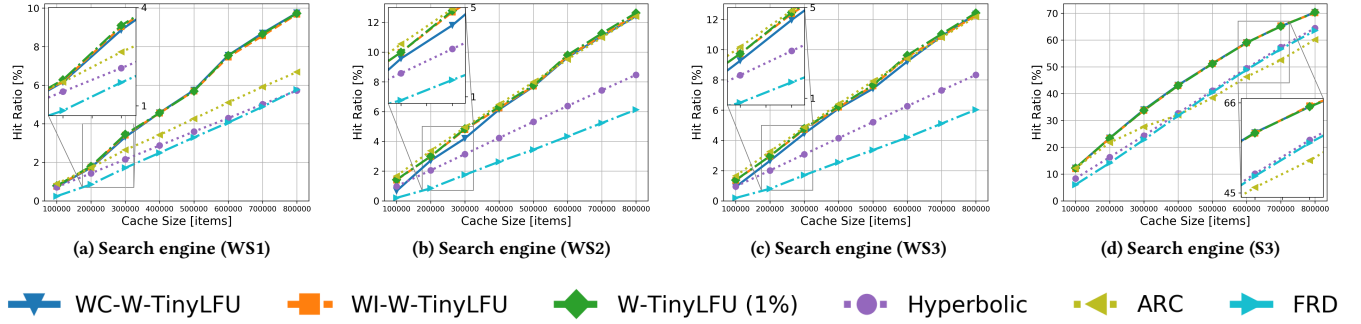 10
8
6
4
2
0
Hit Ratio [%]
4
1
100000 200000 300000 400000 500000 600000 700000 800000
Cache Size [items]
(a) Search engine (WS1)
12
10
8
6
4
2
0
Hit Ratio [%]
5
1
100000 200000 300000 400000 500000 600000 700000 800000
Cache Size [items]
(b) Search engine (WS2)
12
10
8
6
4
2
0
Hit Ratio [%]
5
1
100000 200000 300000 400000 500000 600000 700000 800000
Cache Size [items]
(c) Search engine (WS3)
70
60
50
40
30
20
10
0
Hit Ratio [%]
66
45
100000 200000 300000 400000 500000 600000 700000 800000
Cache Size [items]
(d) Search engine (S3)
WC-W-TinyLFU WI-W-TinyLFU W-TinyLFU (1%) Hyperbolic ARC FRD